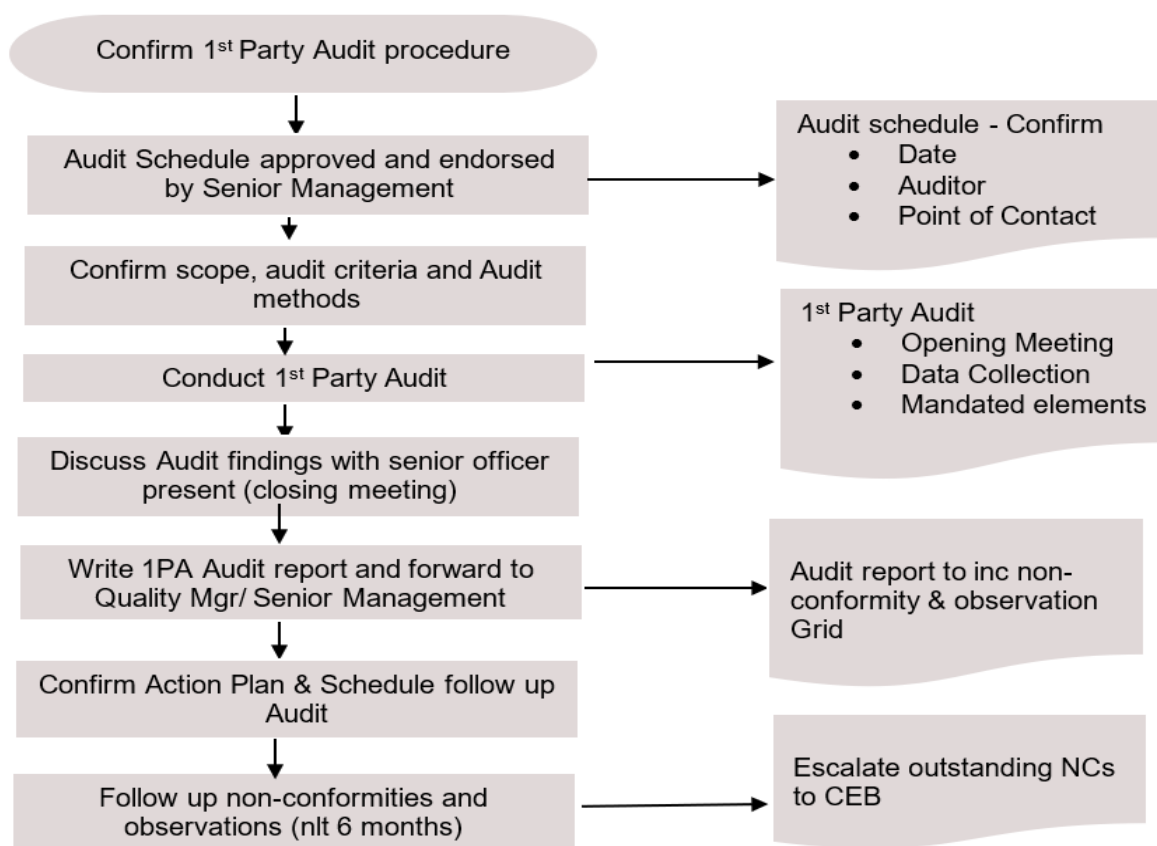 Confirm 1st Party Audit procedure
Audit Schedule approved and endorsed
by Senior Management
Audit schedule - Confirm
• Date
• Auditor
• Point of Contact
Confirm scope, audit criteria and Audit
methods
Conduct 1st Party Audit
1st Party Audit
• Opening Meeting
• Data Collection
• Mandated elements
Discuss Audit findings with senior officer
present (closing meeting)
Write 1PA Audit report and forward to
Quality Mgr/ Senior Management
Audit report to inc non-
conformity & observation
Grid
Confirm Action Plan & Schedule follow up
Audit
Follow up non-conformities and
observations (nlt 6 months)
Escalate outstanding NCs
to CEB